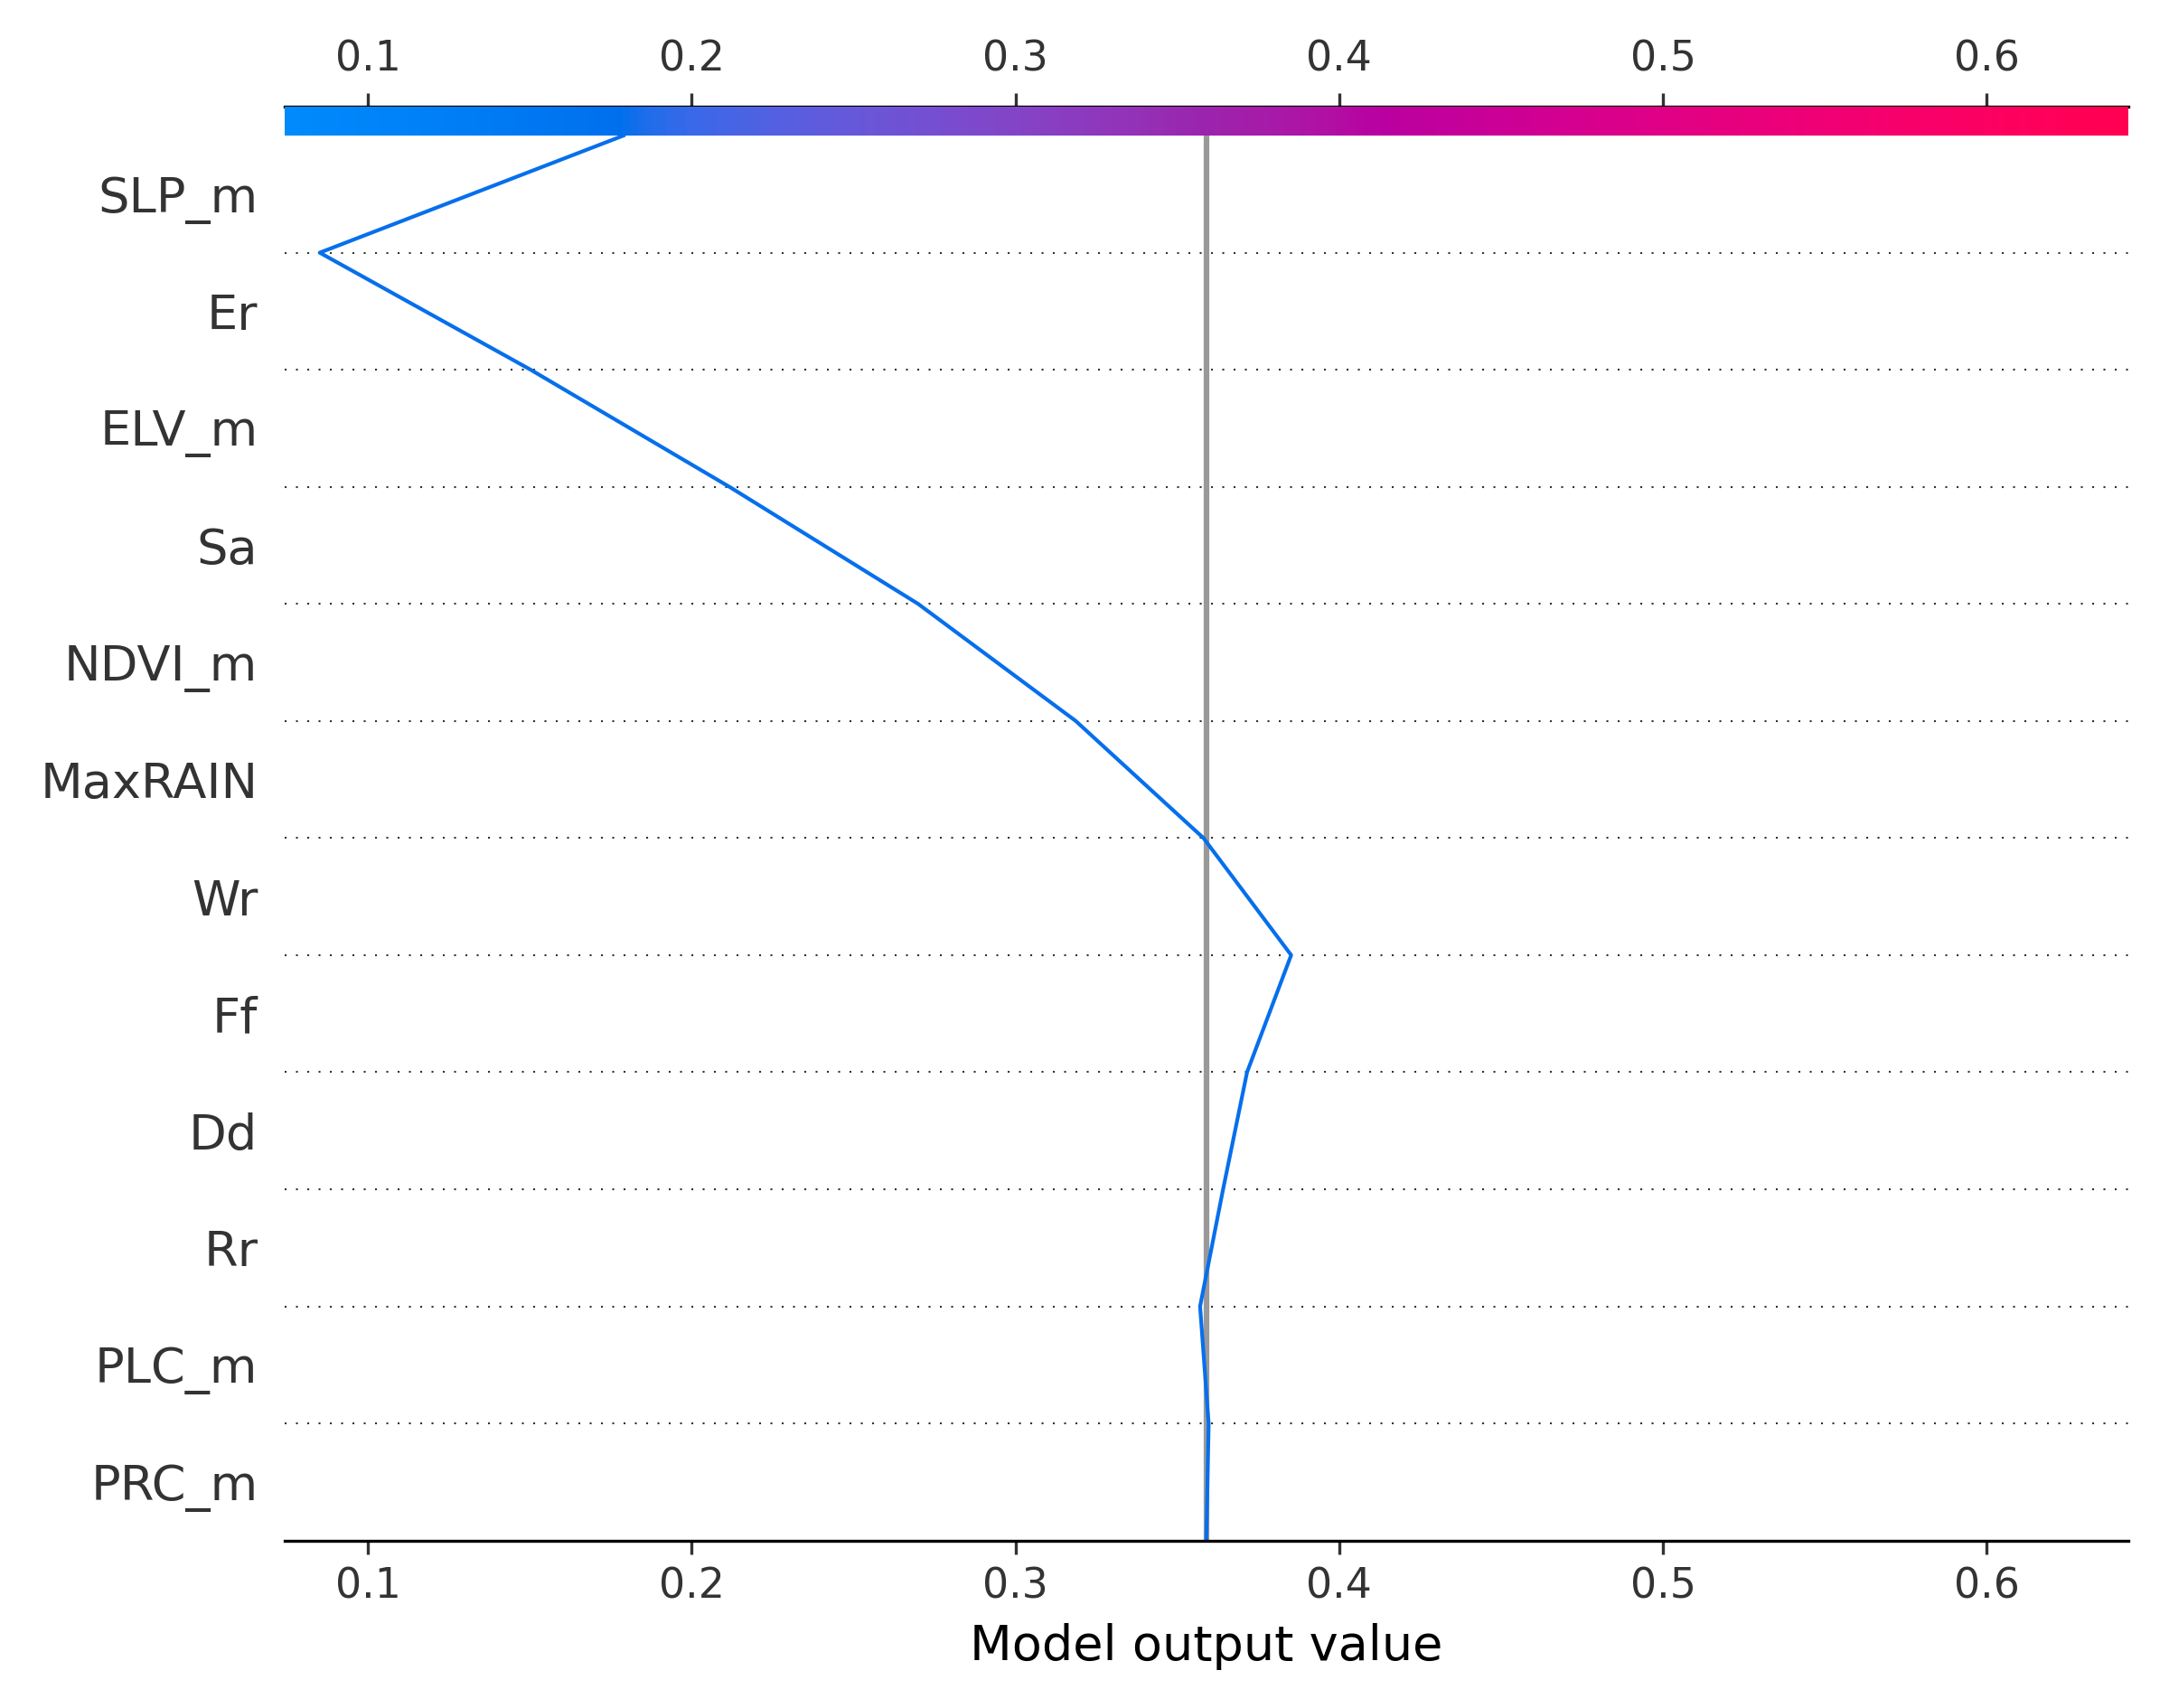 0.1 0.2 0.3 0.4 0.5 0.6
SLP_m
Er
ELV_m
Sa
NDVI_m
MaxRAIN
Wr
Ff
Dd
Rr
PLC_m
PRC_m
0.1 0.2 0.3 0.4 0.5 0.6
Model output value